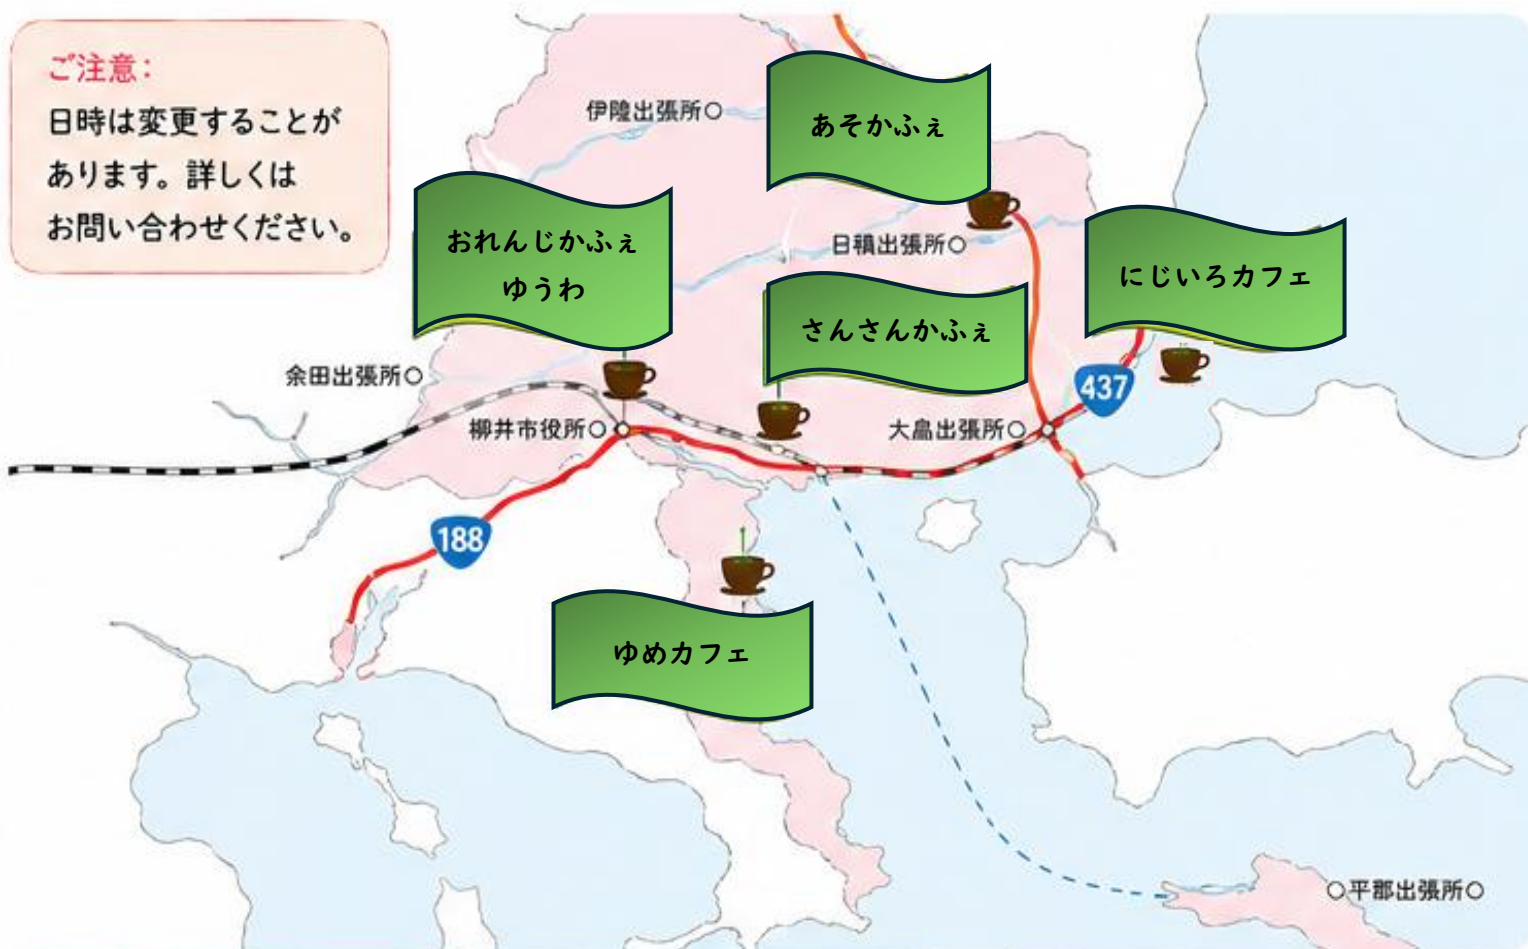 ご注意：
日時は変更することが
あります。詳しくは
お問い合わせください。
伊陸出張所
あそかふぇ
おれんじかふぇ
ゆうわ
日積出張所
にじいろカフェ
さんさんかふぇ
余田出張所
437
柳井市役所
大畠出張所
188
ゆめカフェ
平郡出張所